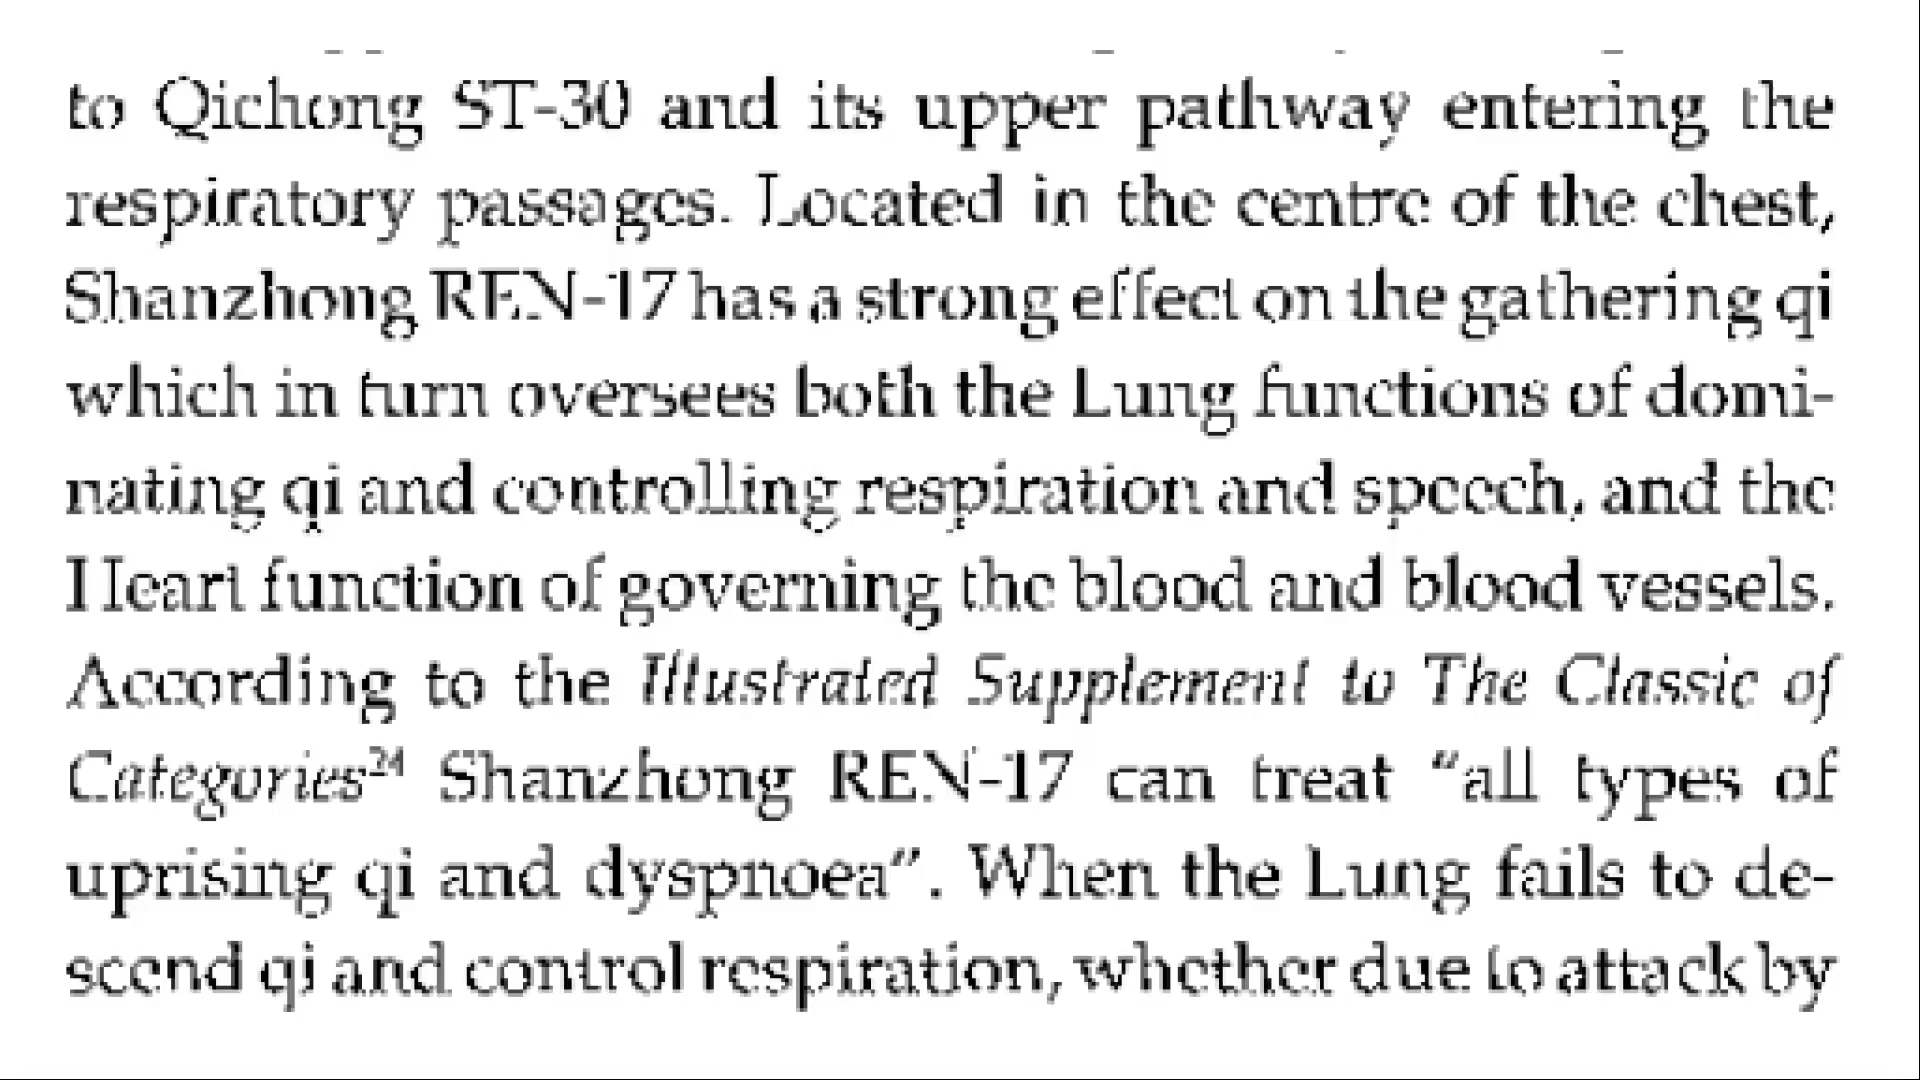 to Qichong ST-30 and its upper pathway entering the
respiratory passages. Located in the centre of the chest,
Shanzhong REN-17 has a strong effect on the gathering qi
which in turn oversees both the Lung functions of domi-
nating qi and controlling respiration and speech, and the
Heart function of governing the blood and blood vessels.
According to the Illustrated Supplement to The Classic of
Categories²⁴ Shanzhong REN-17 can treat “all types of
uprising qi and dyspnoea”. When the Lung fails to de-
scend qi and control respiration, whether due to attack by